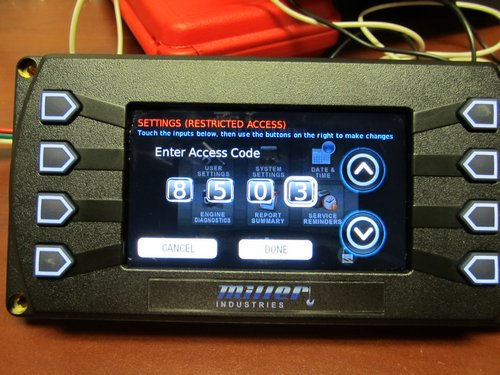 SETTINGS (RESTRICTED ACCESS)
Touch the inputs below, then use the buttons on the right to make changes
Enter Access Code
USER SETTINGS
SYSTEM SETTINGS
DATE & TIME
8 5 0 3
ENGINE DIAGNOSTICS
REPORT SUMMARY
SERVICE REMINDERS
CANCEL
DONE
miller
INDUSTRIES